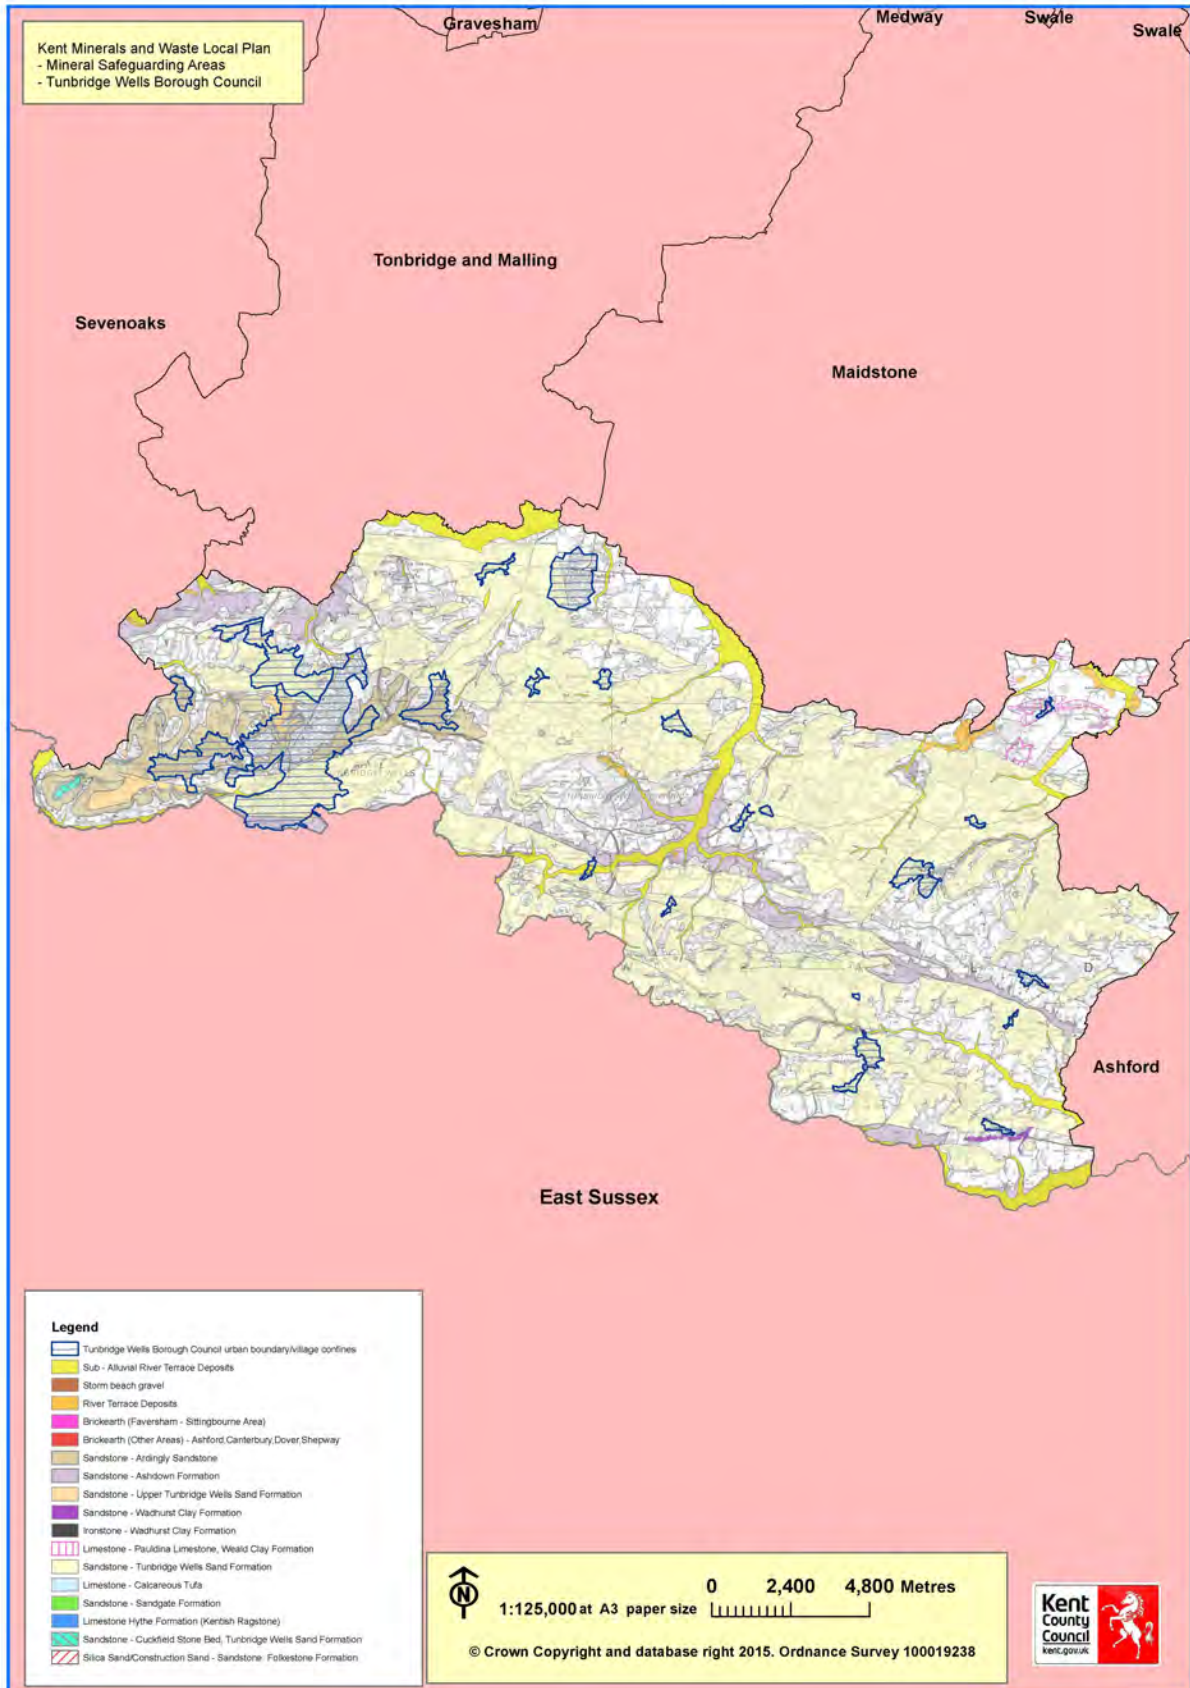 Gravesham
Medway
Swale
Swale
Kent Minerals and Waste Local Plan
- Mineral Safeguarding Areas
- Tunbridge Wells Borough Council
Tonbridge and Malling
Sevenoaks
Maidstone
L
D
Ashford
East Sussex
Legend
Tunbridge Wells Borough Council urban boundary/village confines
Sub - Alluvial River Terrace Deposits
Storm beach gravel
River Terrace Deposits
Brickearth (Faversham - Sittingbourne Area)
Brickearth (Other Areas) - Ashford,Canterbury,Dover,Shepway
Sandstone - Ardingly Sandstone
Sandstone - Ashdown Formation
Sandstone - Upper Tunbridge Wells Sand Formation
Sandstone - Wadhurst Clay Formation
Ironstone - Wadhurst Clay Formation
Limestone - Pauldina Limestone, Weald Clay Formation
Sandstone - Tunbridge Wells Sand Formation
Limestone - Calcareous Tufa
Sandstone - Sandgate Formation
Limestone Hythe Formation (Kentish Ragstone)
Sandstone - Cuckfield Stone Bed, Tunbridge Wells Sand Formation
Silica Sand/Construction Sand - Sandstone: Folkestone Formation
N
0 2,400 4,800 Metres
1:125,000 at A3 paper size
© Crown Copyright and database right 2015. Ordnance Survey 100019238
Kent
County
Council
kent.gov.uk